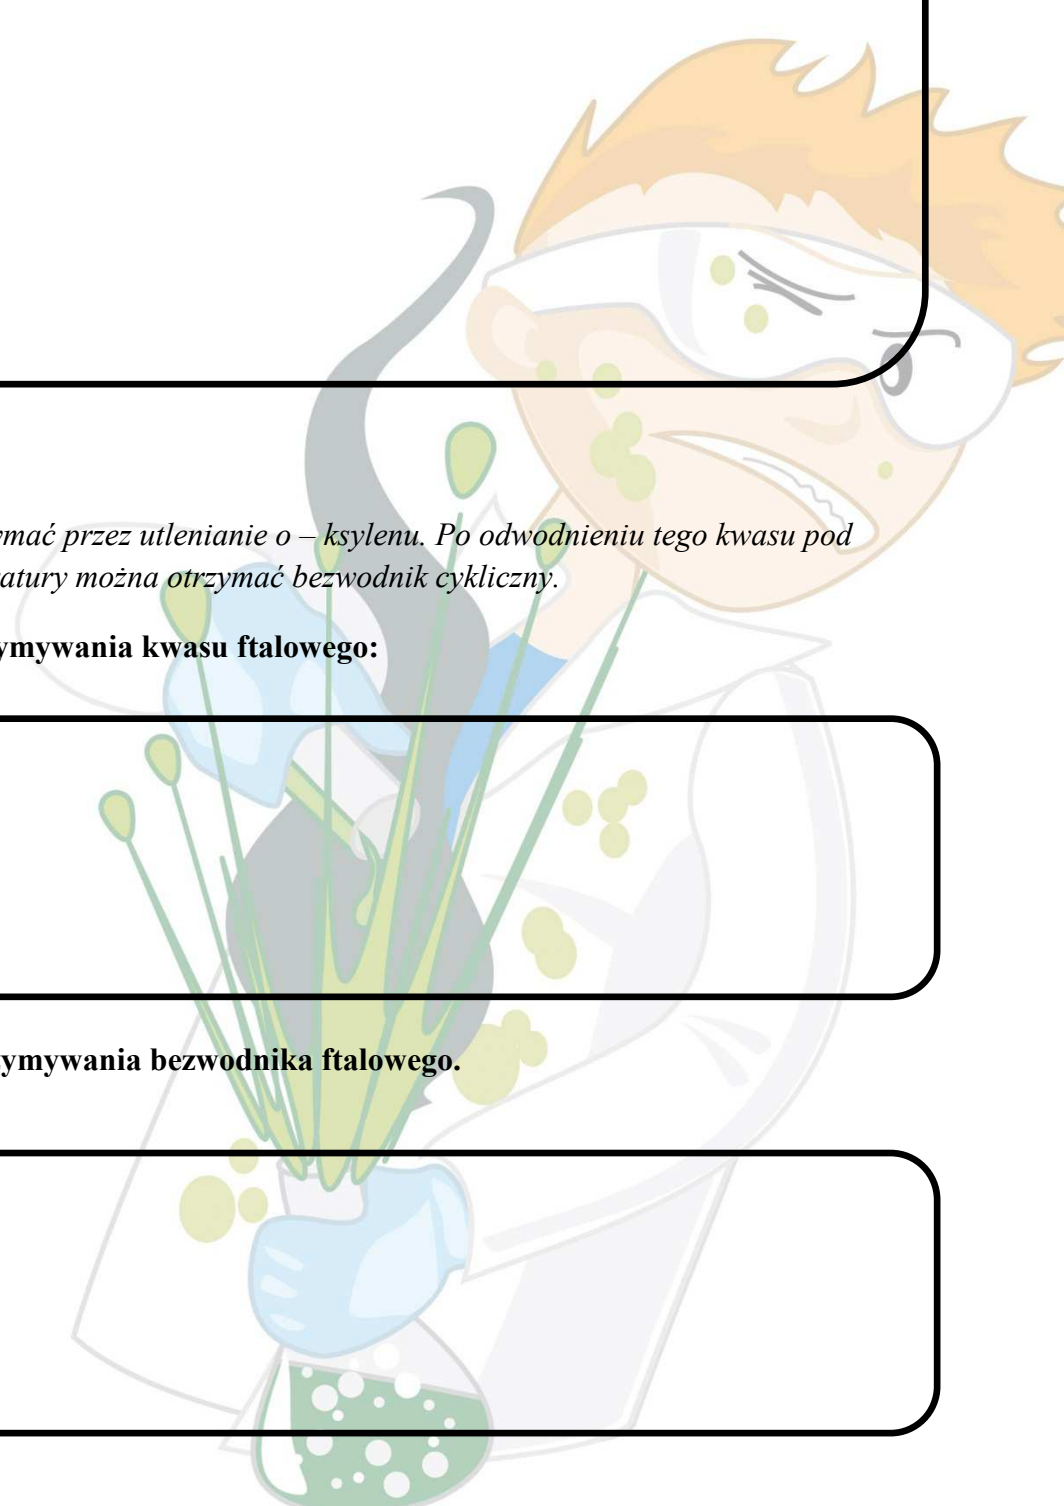 mać przez utlenianie o – ksylenu. Po odwodnieniu tego kwasu pod
atury można otrzymać bezwodnik cykliczny.
ymywania kwasu ftalowego:
ymywania bezwodnika ftalowego.